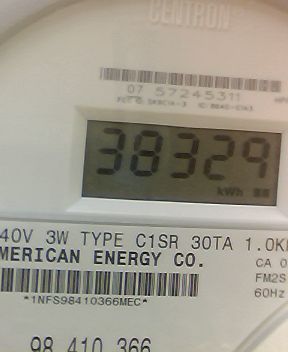 CENTRON
07 57245311
38329
kWh
40V 3W TYPE C1SR 30TA 1.0K
MERICAN ENERGY CO.
CA 0
FM2S
60Hz
*1NFS98410366MEC*
98 410 366